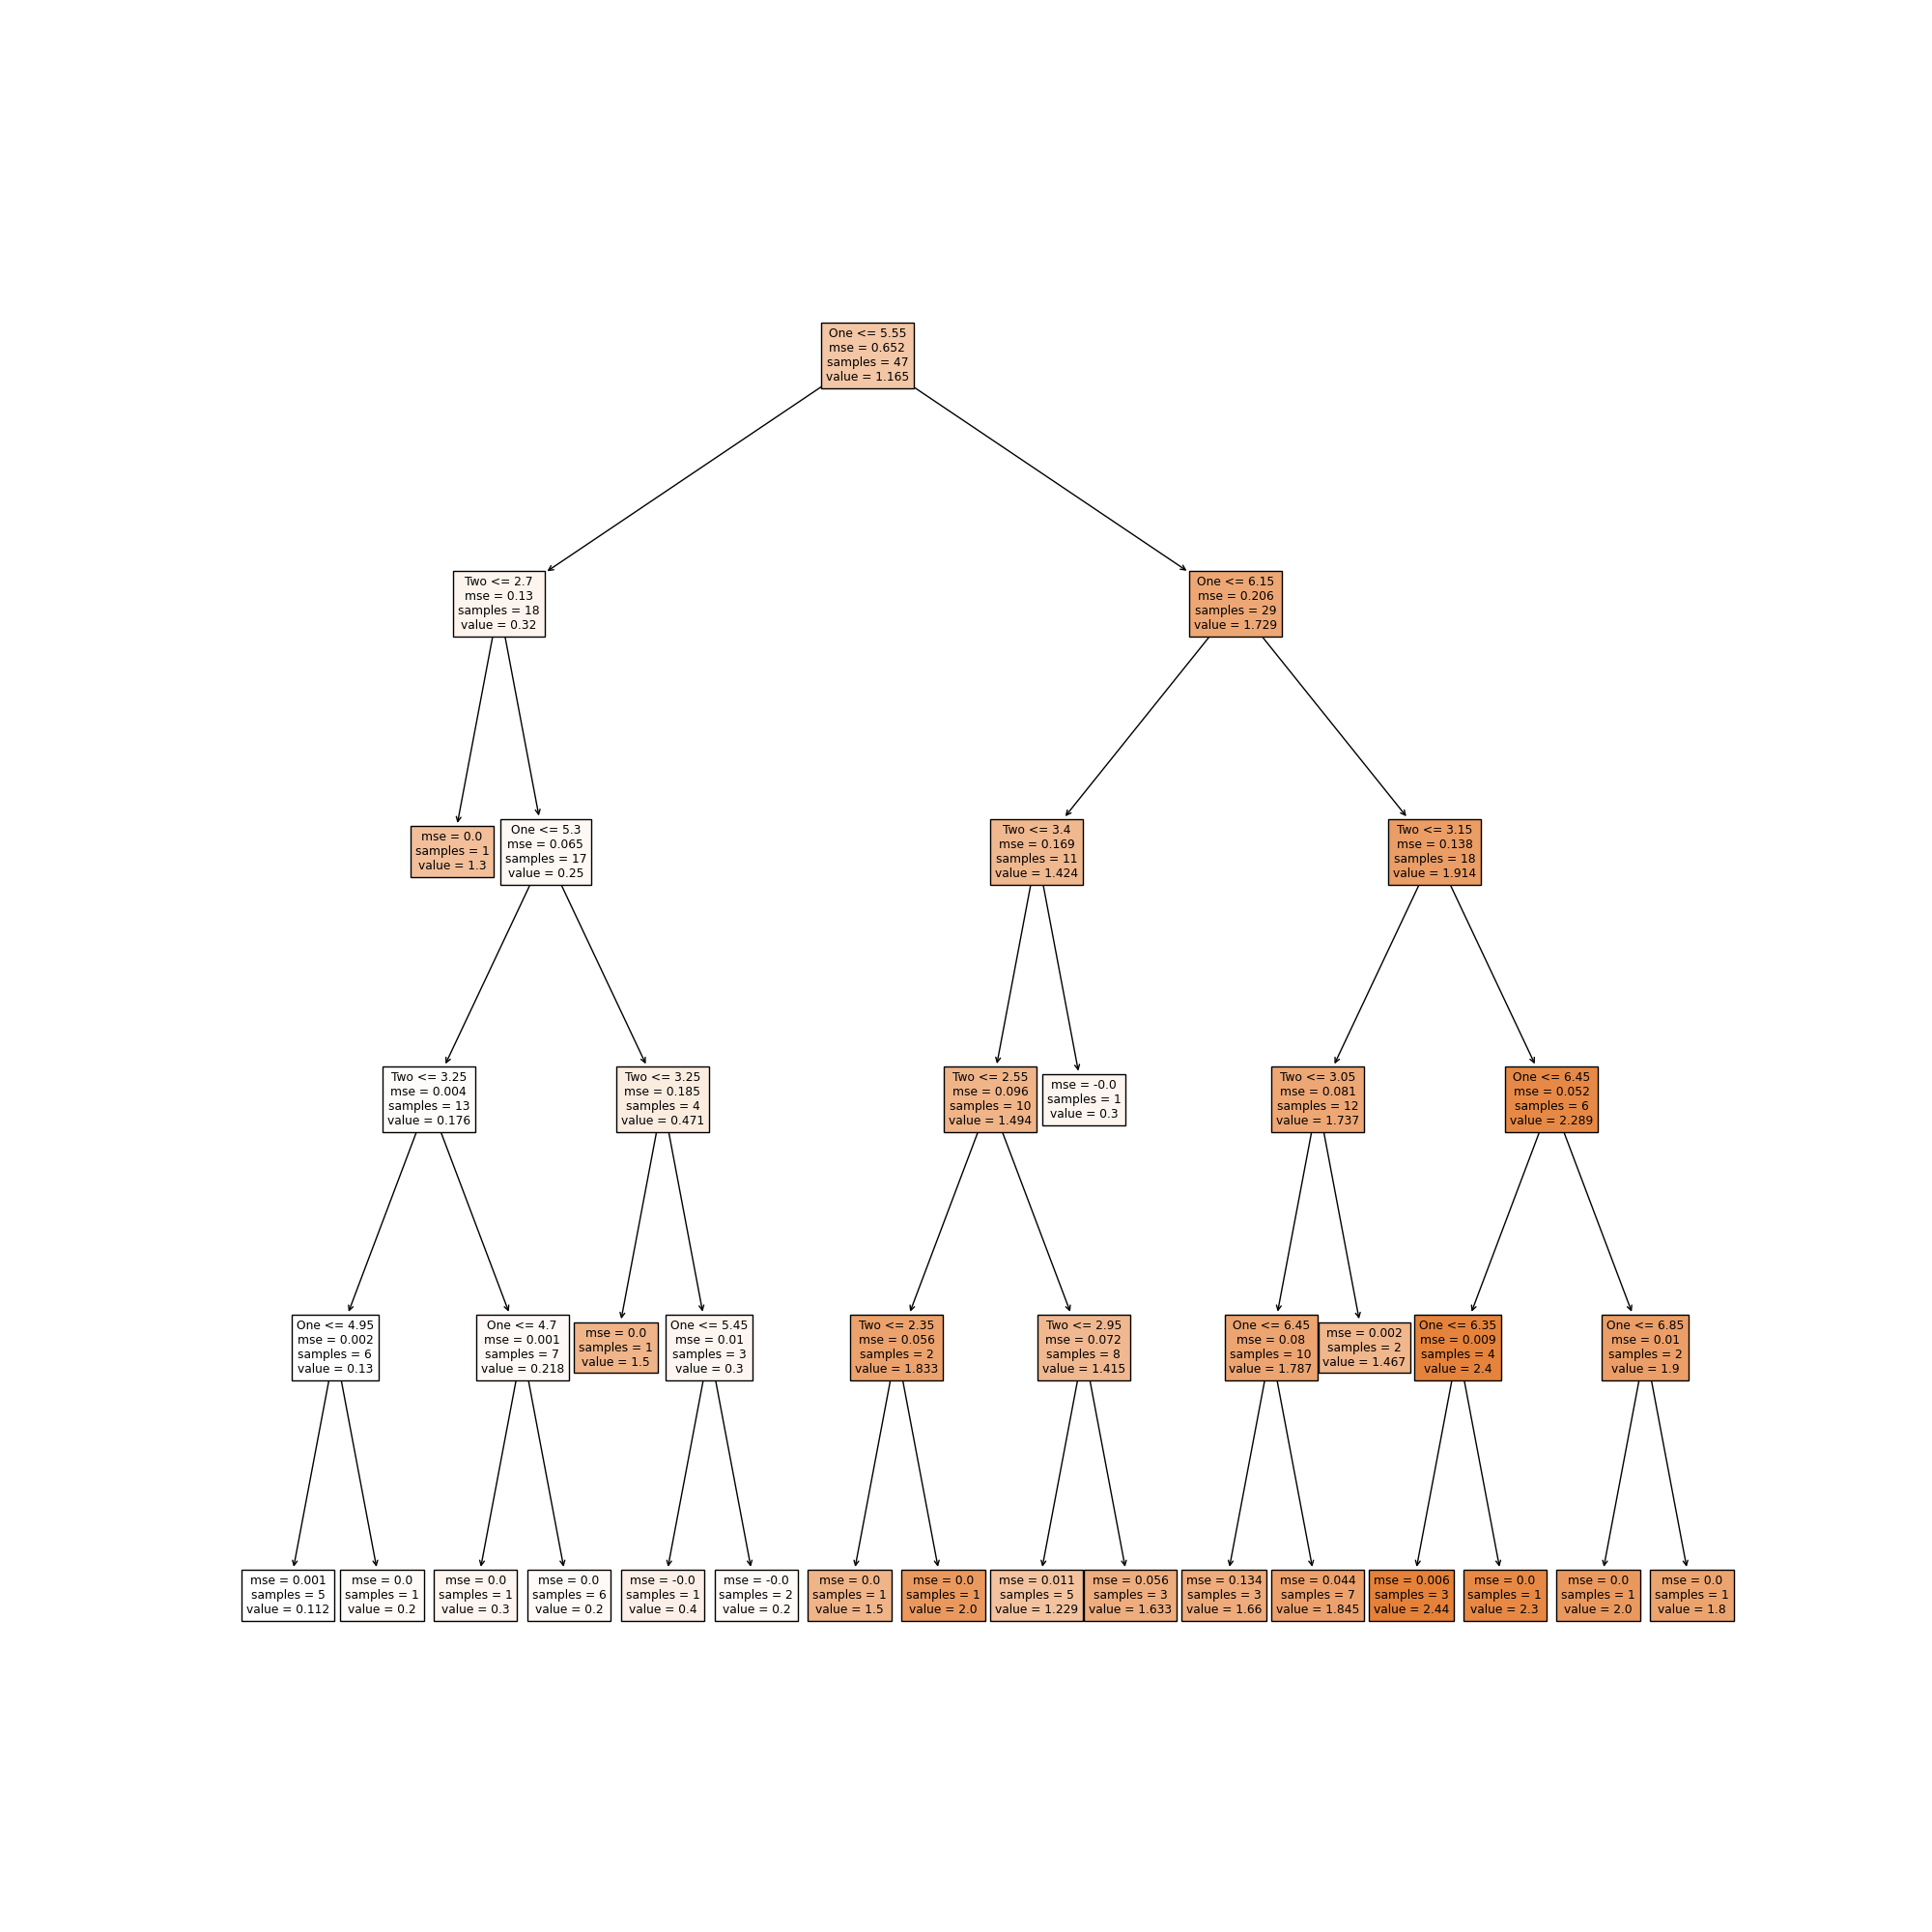 One <= 5.55
mse = 0.652
samples = 47
value = 1.165
Two <= 2.7
mse = 0.13
samples = 18
value = 0.32
One <= 6.15
mse = 0.206
samples = 29
value = 1.729
mse = 0.0
samples = 1
value = 1.3
One <= 5.3
mse = 0.065
samples = 17
value = 0.25
Two <= 3.4
mse = 0.169
samples = 11
value = 1.424
Two <= 3.15
mse = 0.138
samples = 18
value = 1.914
Two <= 3.25
mse = 0.004
samples = 13
value = 0.176
Two <= 3.25
mse = 0.185
samples = 4
value = 0.471
Two <= 2.55
mse = 0.096
samples = 10
value = 1.494
mse = -0.0
samples = 1
value = 0.3
Two <= 3.05
mse = 0.081
samples = 12
value = 1.737
One <= 6.45
mse = 0.052
samples = 6
value = 2.289
One <= 4.95
mse = 0.002
samples = 6
value = 0.13
One <= 4.7
mse = 0.001
samples = 7
value = 0.218
mse = 0.0
samples = 1
value = 1.5
One <= 5.45
mse = 0.01
samples = 3
value = 0.3
Two <= 2.35
mse = 0.056
samples = 2
value = 1.833
Two <= 2.95
mse = 0.072
samples = 8
value = 1.415
One <= 6.45
mse = 0.08
samples = 10
value = 1.787
mse = 0.002
samples = 2
value = 1.467
One <= 6.35
mse = 0.009
samples = 4
value = 2.4
One <= 6.85
mse = 0.01
samples = 2
value = 1.9
mse = 0.001
samples = 5
value = 0.112
mse = 0.0
samples = 1
value = 0.2
mse = 0.0
samples = 1
value = 0.3
mse = 0.0
samples = 6
value = 0.2
mse = -0.0
samples = 1
value = 0.4
mse = -0.0
samples = 2
value = 0.2
mse = 0.0
samples = 1
value = 1.5
mse = 0.0
samples = 1
value = 2.0
mse = 0.011
samples = 5
value = 1.229
mse = 0.056
samples = 3
value = 1.633
mse = 0.134
samples = 3
value = 1.66
mse = 0.044
samples = 7
value = 1.845
mse = 0.006
samples = 3
value = 2.44
mse = 0.0
samples = 1
value = 2.3
mse = 0.0
samples = 1
value = 2.0
mse = 0.0
samples = 1
value = 1.8